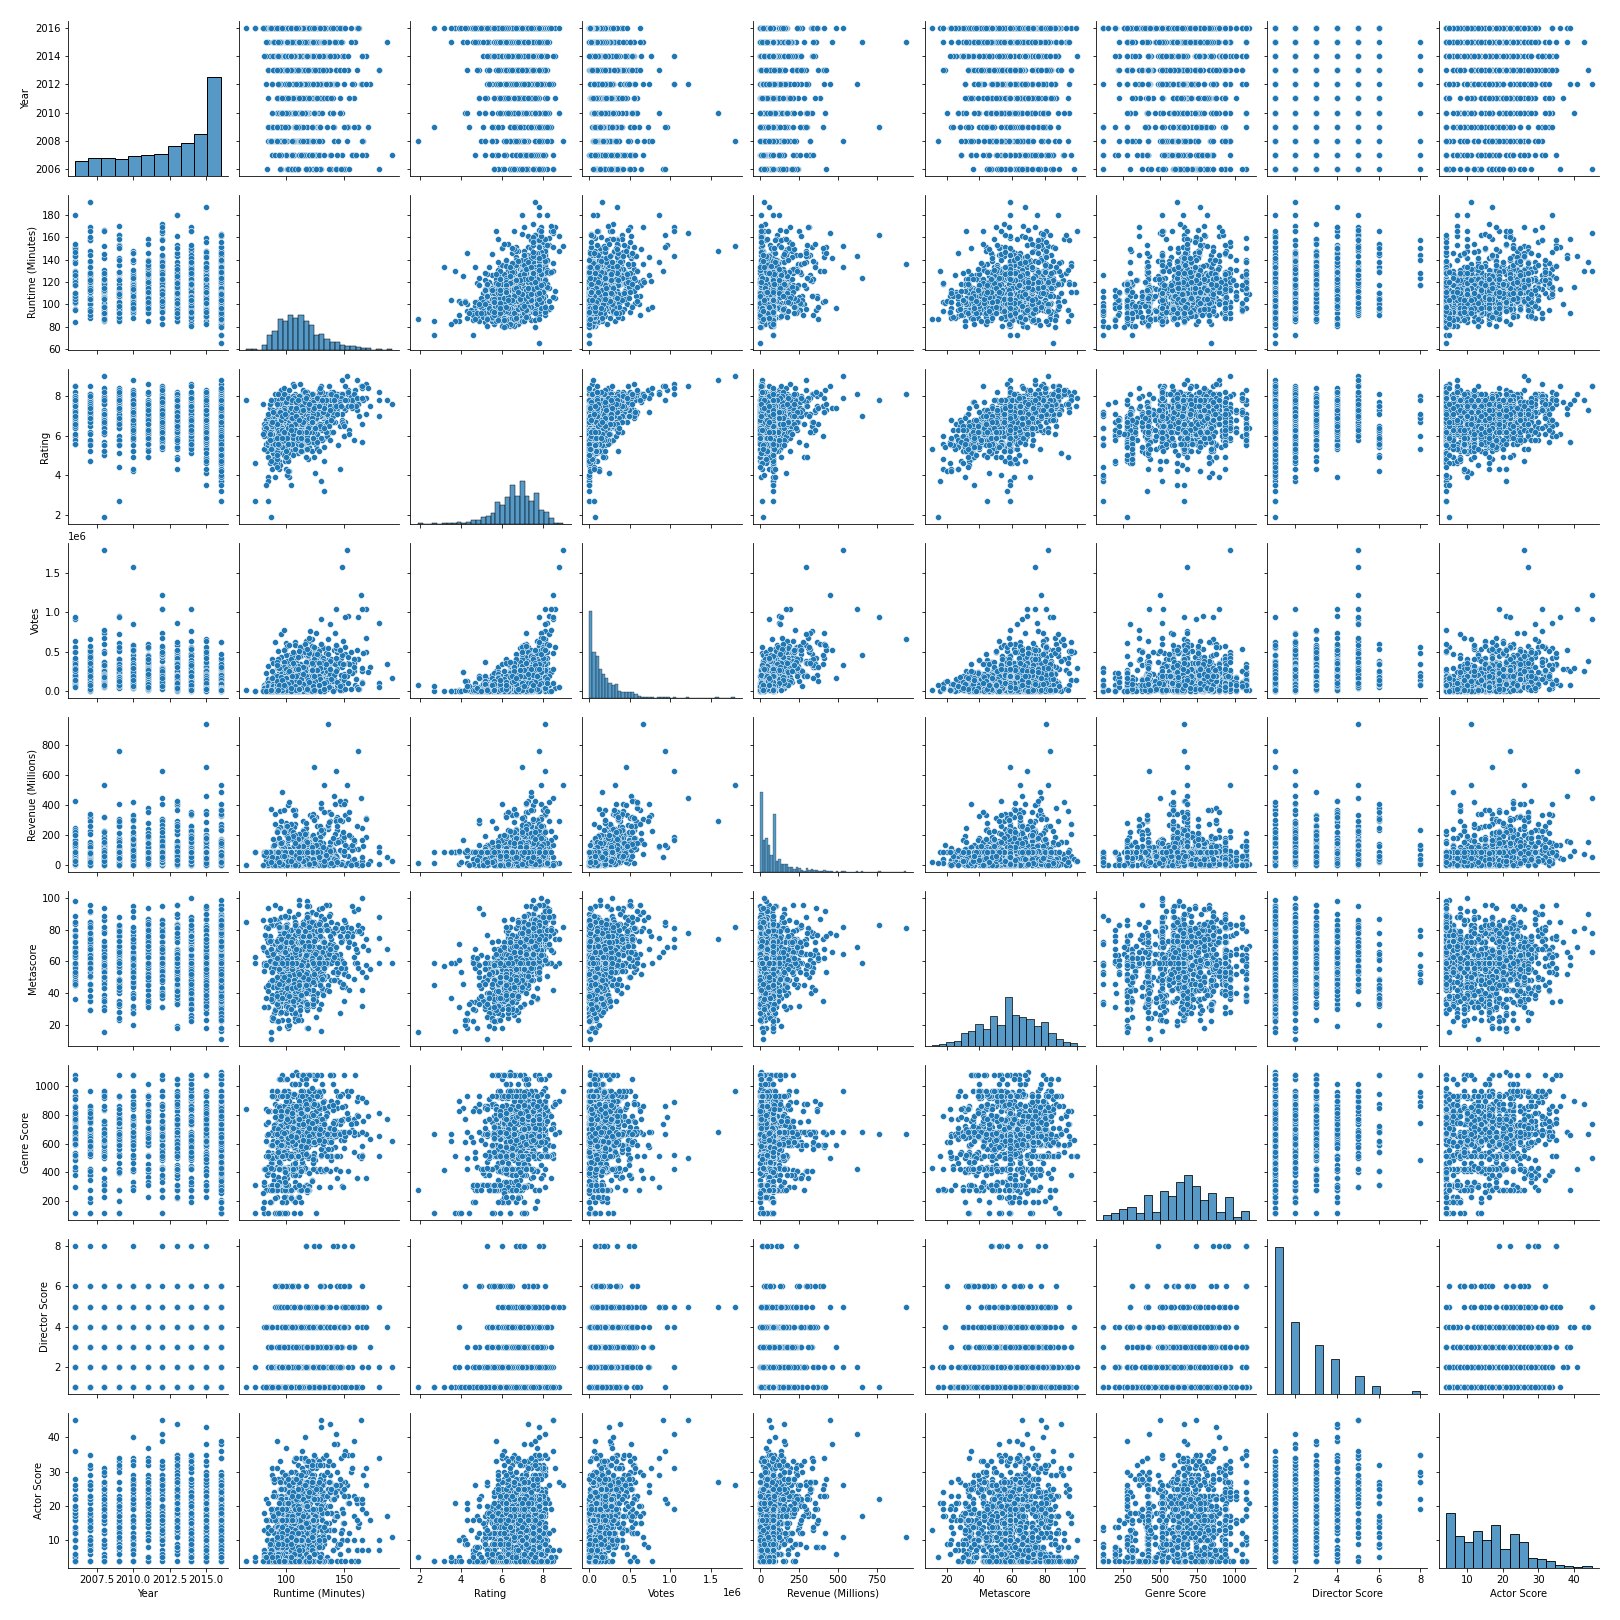 2016
2014
2012
2010
2008
2006
Year
180
160
140
120
100
80
60
Runtime (Minutes)
8
6
4
2
Rating
1e6
1.5
1.0
0.5
0.0
Votes
800
600
400
200
0
Revenue (Millions)
100
80
60
40
20
Metascore
1000
800
600
400
200
Genre Score
8
6
4
2
Director Score
40
30
20
10
Actor Score
2007.5 2010.0 2012.5 2015.0
100 150
2 4 6 8
0.0 0.5 1.0 1.5
0 250 500 750
20 40 60 80 100
250 500 750 1000
2 4 6 8
10 20 30 40
1e6
Year Runtime (Minutes) Rating Votes Revenue (Millions) Metascore Genre Score Director Score Actor Score